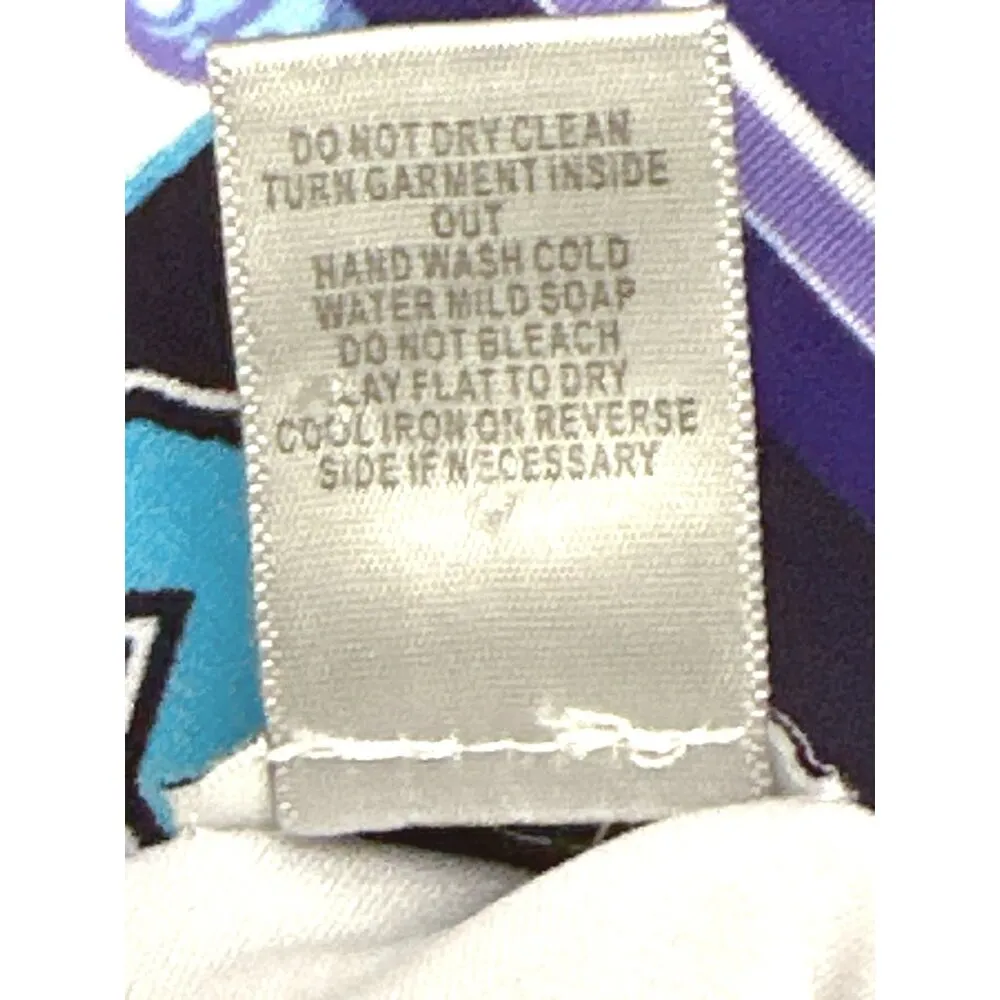 DO NOT DRY CLEAN
TURN GARMENT INSIDE
OUT
HAND WASH COLD
WATER MILD SOAP
DO NOT BLEACH
LAY FLAT TO DRY
COOL IRON ON REVERSE
SIDE IF NECESSARY